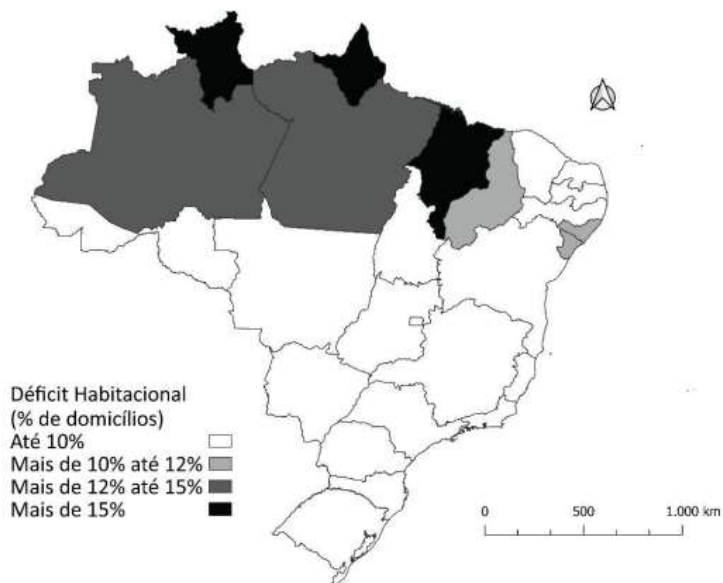 Déficit Habitacional
(% de domicílios)
Até 10%
Mais de 10% até 12%
Mais de 12% até 15%
Mais de 15%
0 500 1.000 km